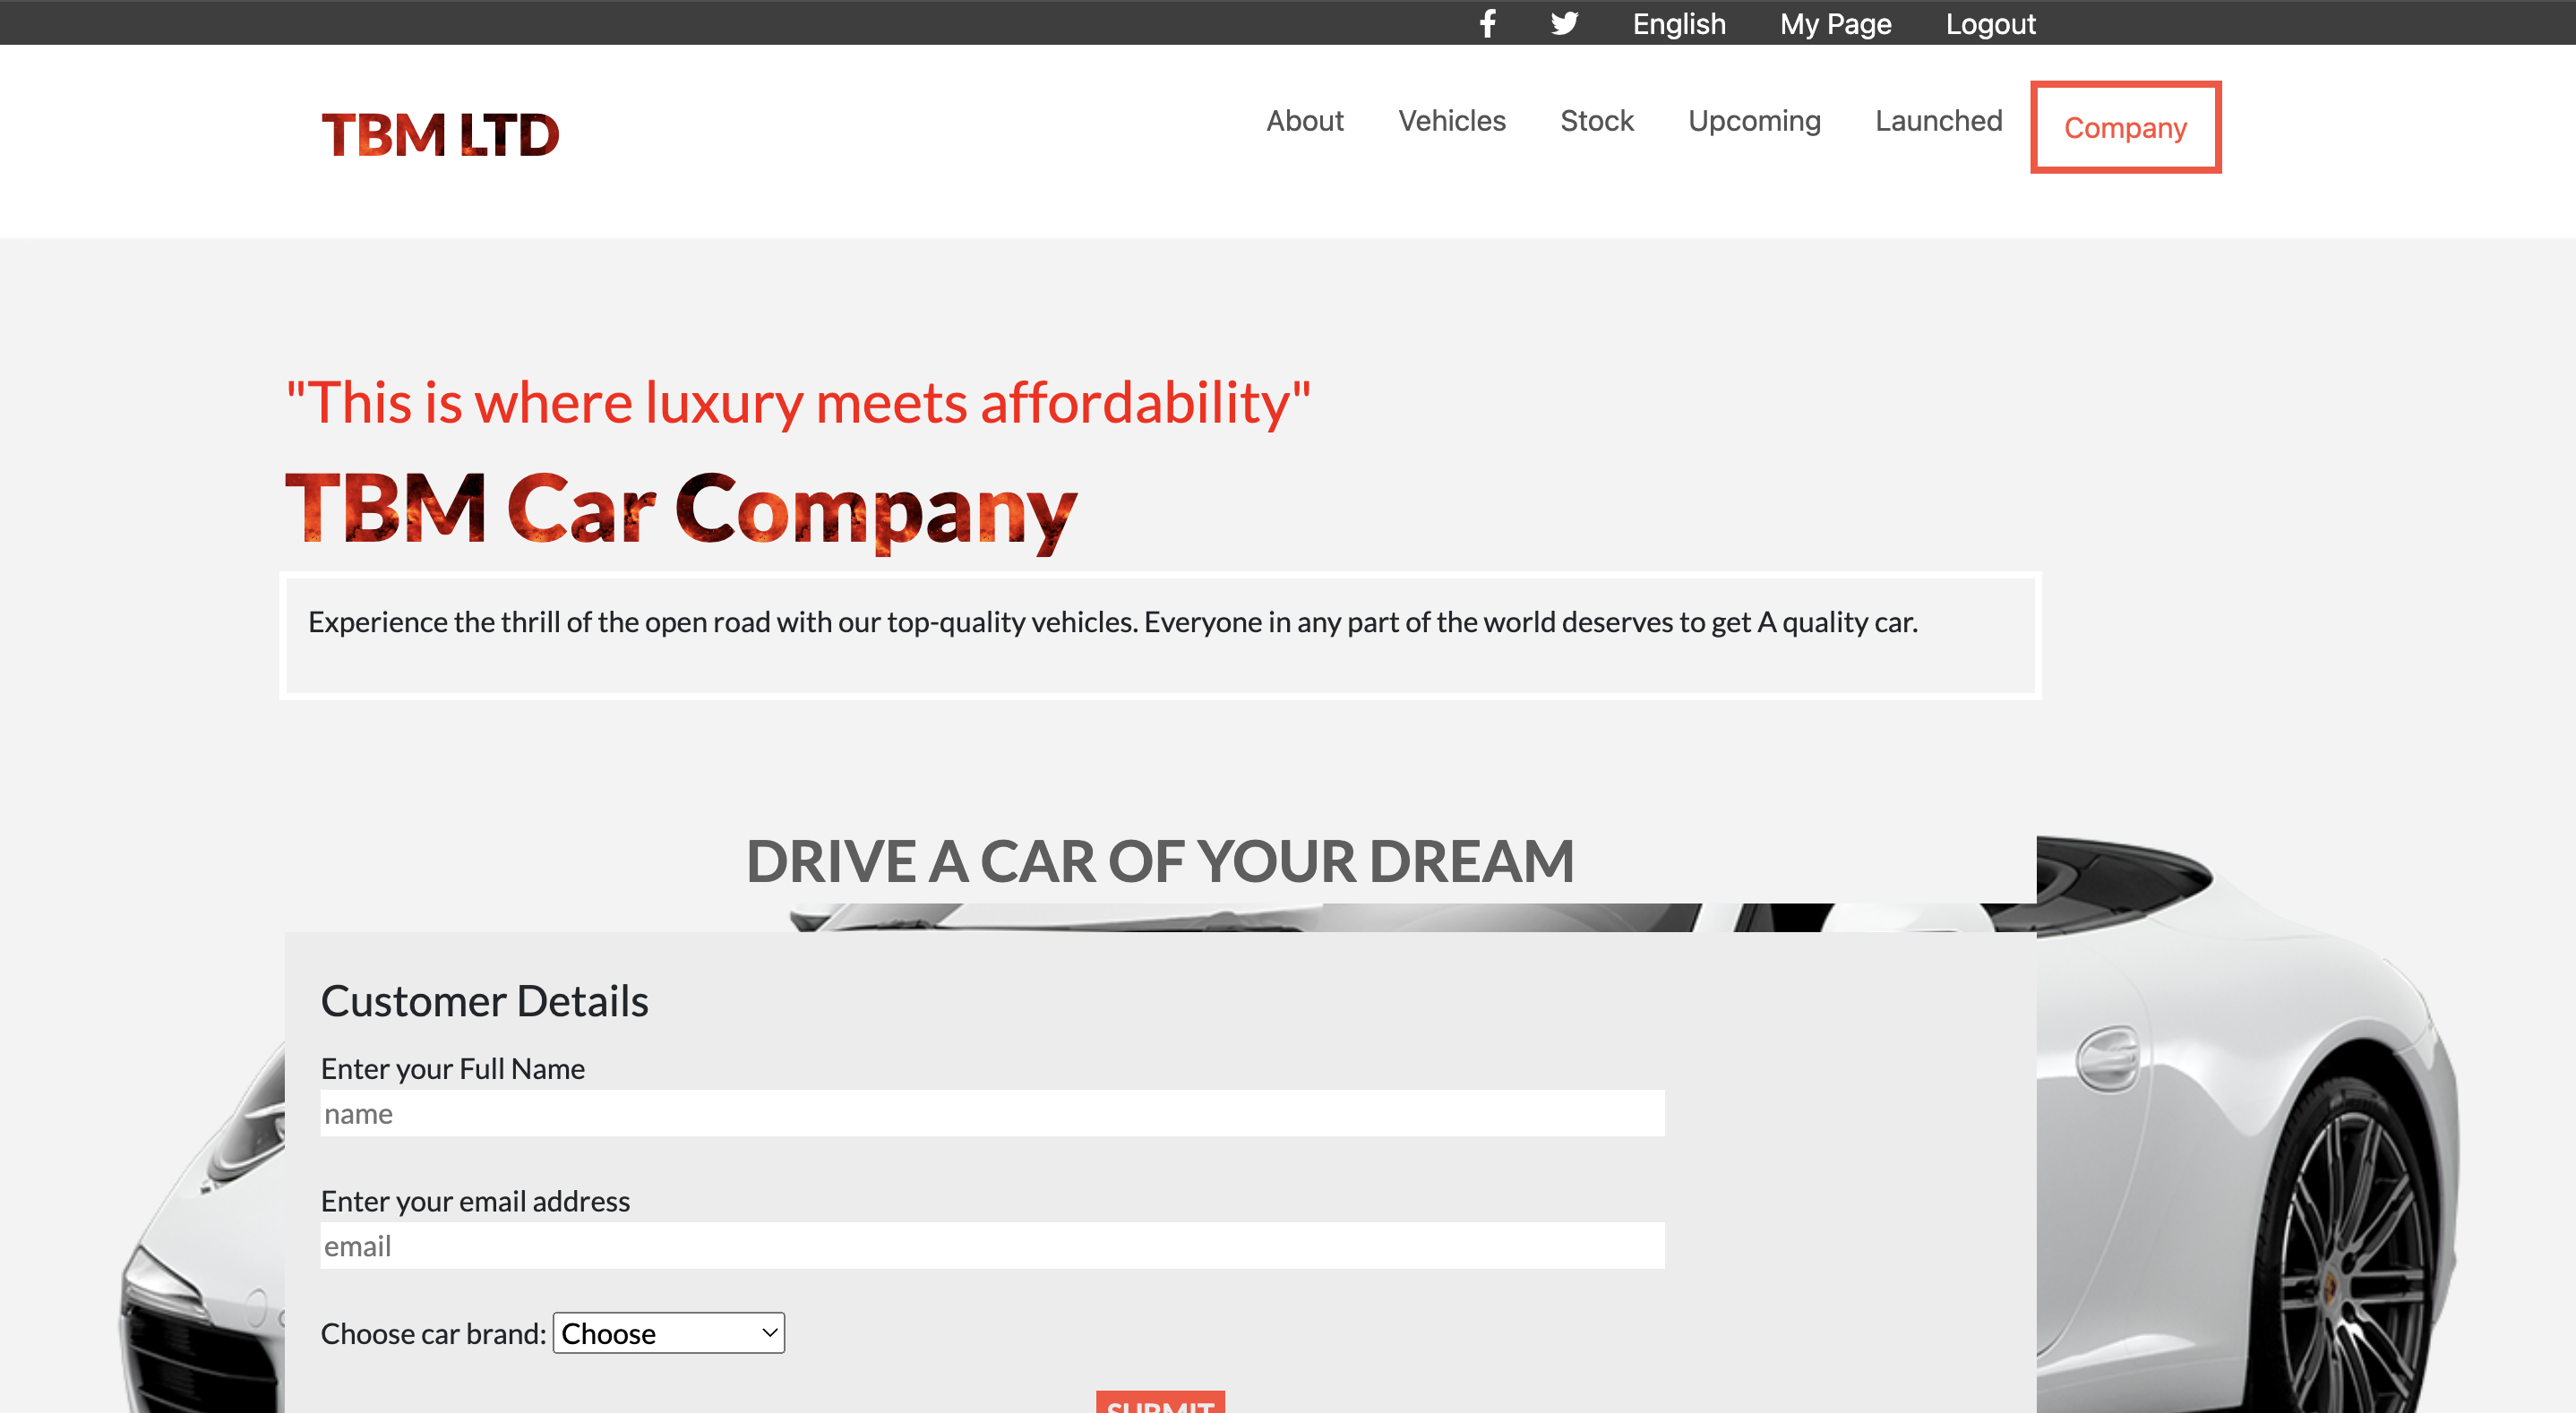 English My Page Logout
TBM LTD
About Vehicles Stock Upcoming Launched Company
"This is where luxury meets affordability"
TBM Car Company
Experience the thrill of the open road with our top-quality vehicles. Everyone in any part of the world deserves to get A quality car.
DRIVE A CAR OF YOUR DREAM
Customer Details
Enter your Full Name
name
Enter your email address
email
Choose car brand: Choose
SUBMIT